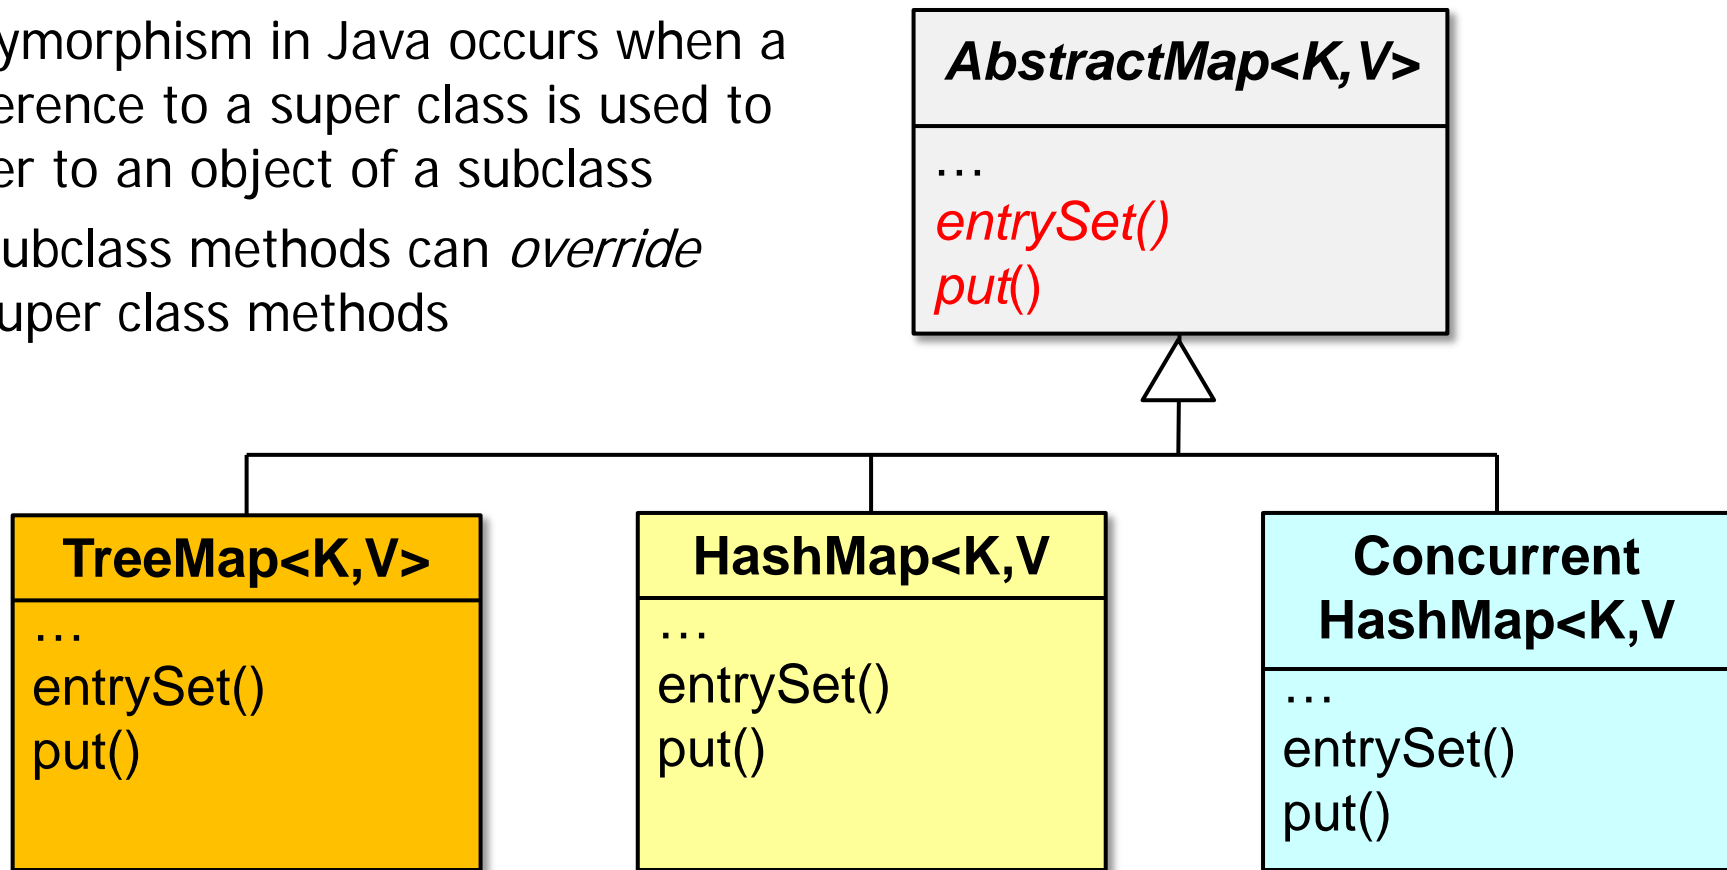 ymorphism in Java occurs when a
erence to a super class is used to
er to an object of a subclass
ubclass methods can override
uper class methods
AbstractMap<K,V>
…
entrySet()
put()
TreeMap<K,V>
…
entrySet()
put()
HashMap<K,V
…
entrySet()
put()
Concurrent
HashMap<K,V
…
entrySet()
put()